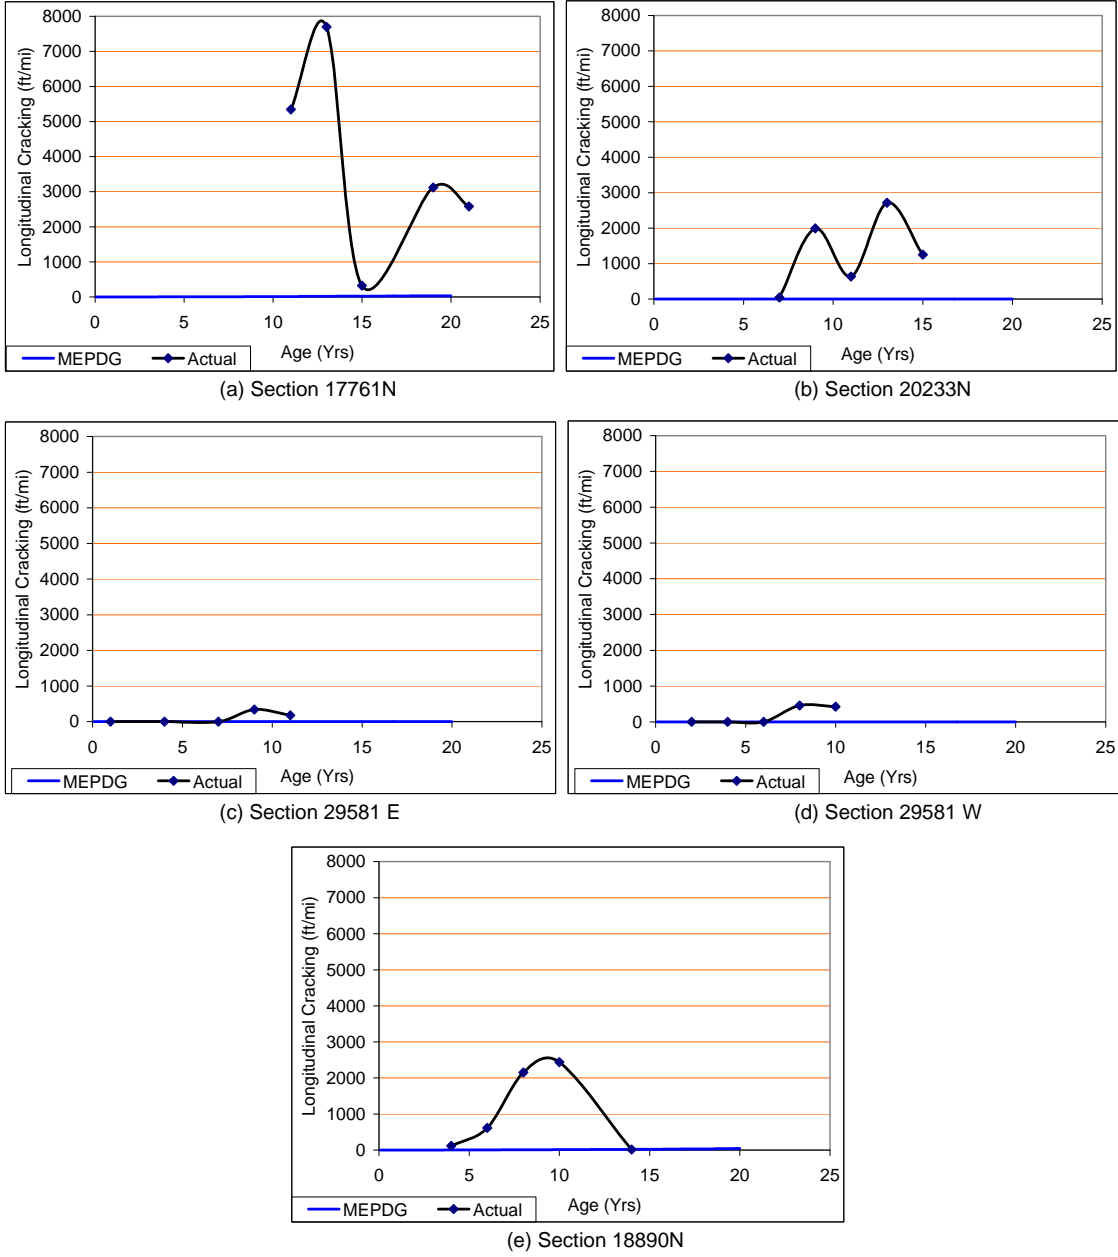 8000
7000
6000
5000
4000
3000
2000
1000
0
Longitudinal Cracking (ft/mi)
0 5 10 15 20 25
MEPDG Actual
Age (Yrs)
(a) Section 17761N
8000
7000
6000
5000
4000
3000
2000
1000
0
Longitudinal Cracking (ft/mi)
0 5 10 15 20 25
MEPDG Actual
Age (Yrs)
(b) Section 20233N
8000
7000
6000
5000
4000
3000
2000
1000
0
Longitudinal Cracking (ft/mi)
0 5 10 15 20 25
MEPDG Actual
Age (Yrs)
(c) Section 29581 E
8000
7000
6000
5000
4000
3000
2000
1000
0
Longitudinal Cracking (ft/mi)
0 5 10 15 20 25
MEPDG Actual
Age (Yrs)
(d) Section 29581 W
8000
7000
6000
5000
4000
3000
2000
1000
0
Longitudinal Cracking (ft/mi)
0 5 10 15 20 25
MEPDG Actual
Age (Yrs)
(e) Section 18890N